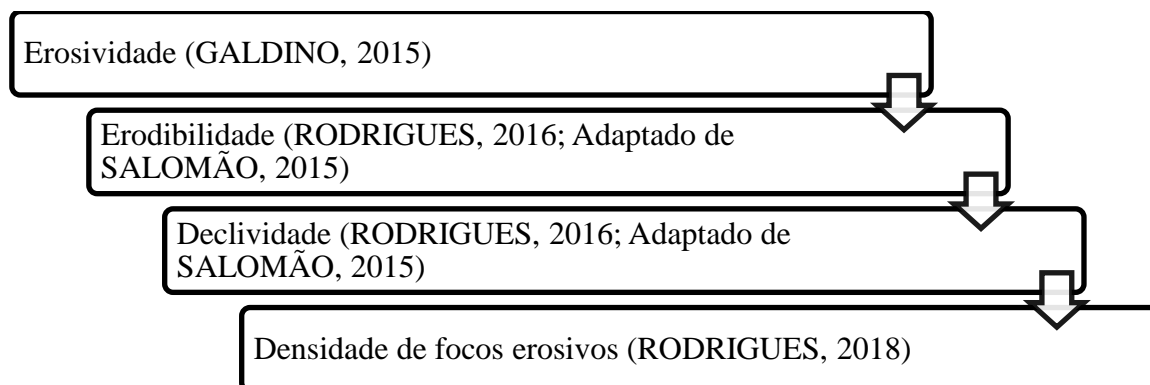 Erosividade (GALDINO, 2015)
Erodibilidade (RODRIGUES, 2016; Adaptado de
SALOMÃO, 2015)
Declividade (RODRIGUES, 2016; Adaptado de
SALOMÃO, 2015)
Densidade de focos erosivos (RODRIGUES, 2018)